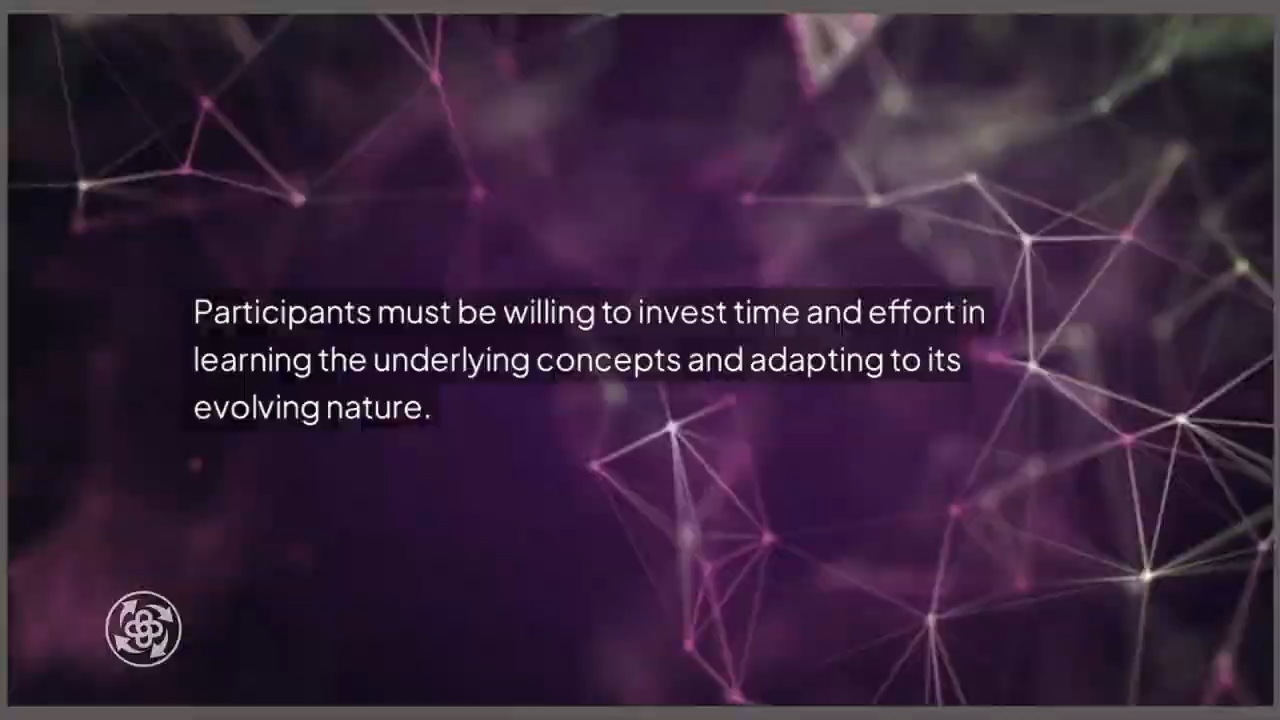 Participants must be willing to invest time and effort in
learning the underlying concepts and adapting to its
evolving nature.